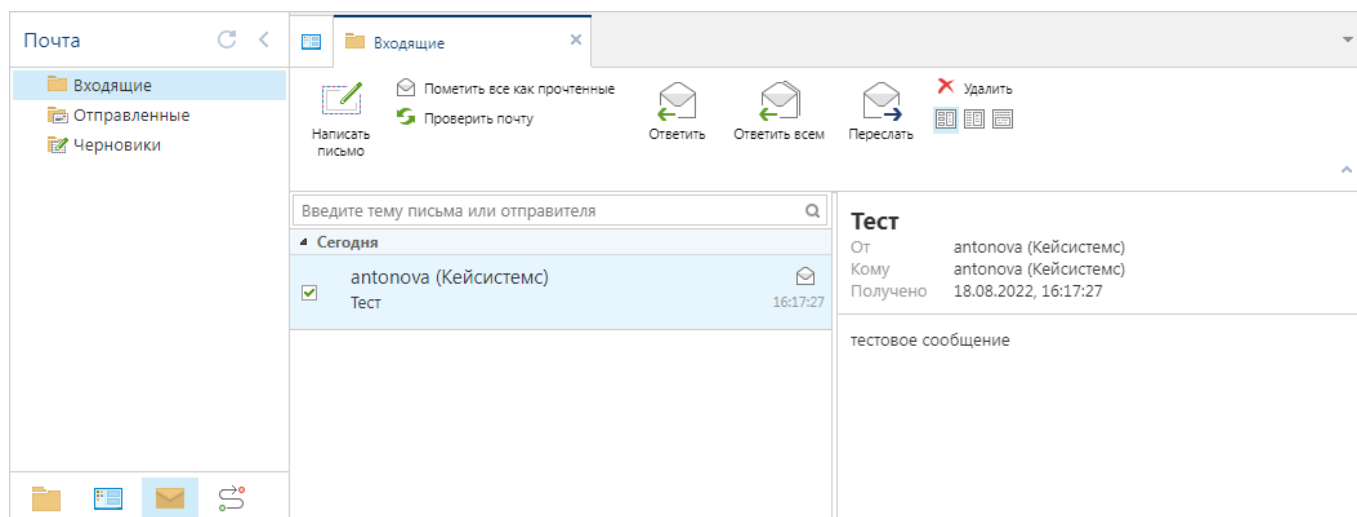 Почта
Входящие
Отправленные
Черновики
Входящие
Написать
письмо
Пометить все как прочтенные
Проверить почту
Ответить
Ответить всем
Переслать
Удалить
Введите тему письма или отправителя
Сегодня
antonova (Кейсистемс)
Тест
16:17:27
Тест
От antonova (Кейсистемс)
Кому antonova (Кейсистемс)
Получено 18.08.2022, 16:17:27
тестовое сообщение